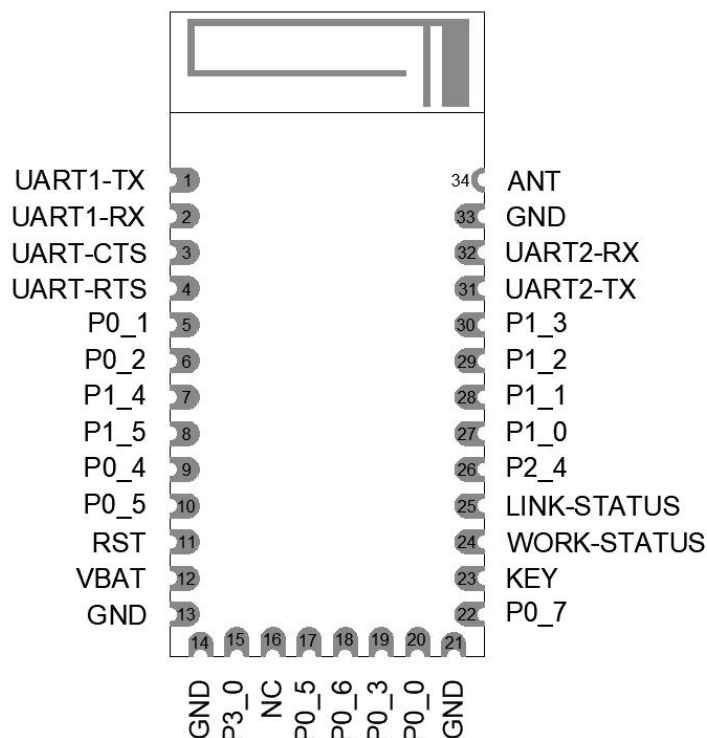 UART1-TX 1 34 ANT
UART1-RX 2 33 GND
UART-CTS 3 32 UART2-RX
UART-RTS 4 31 UART2-TX
P0_1 5 30 P1_3
P0_2 6 29 P1_2
P1_4 7 28 P1_1
P1_5 8 27 P1_0
P0_4 9 26 P2_4
P0_5 10 25 LINK-STATUS
RST 11 24 WORK-STATUS
VBAT 12 23 KEY
GND 13 22 P0_7
14 15 16 17 18 19 20 21
GND
P3_0
NC
P0_5
P0_6
P0_3
P0_0
GND